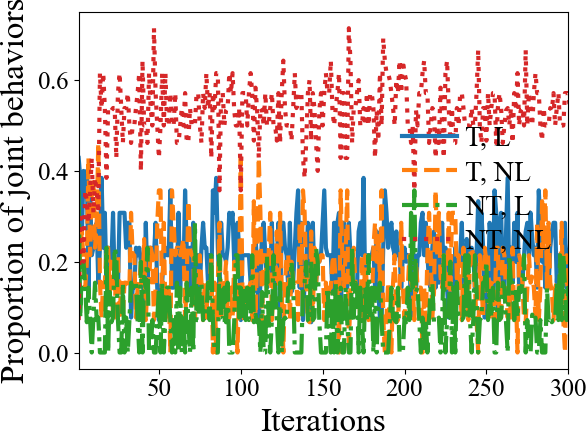 Proportion of joint behaviors
0.6
0.4
0.2
0.0
T, L
T, NL
NT, L
NT, NL
50
100
150
200
250
300
Iterations